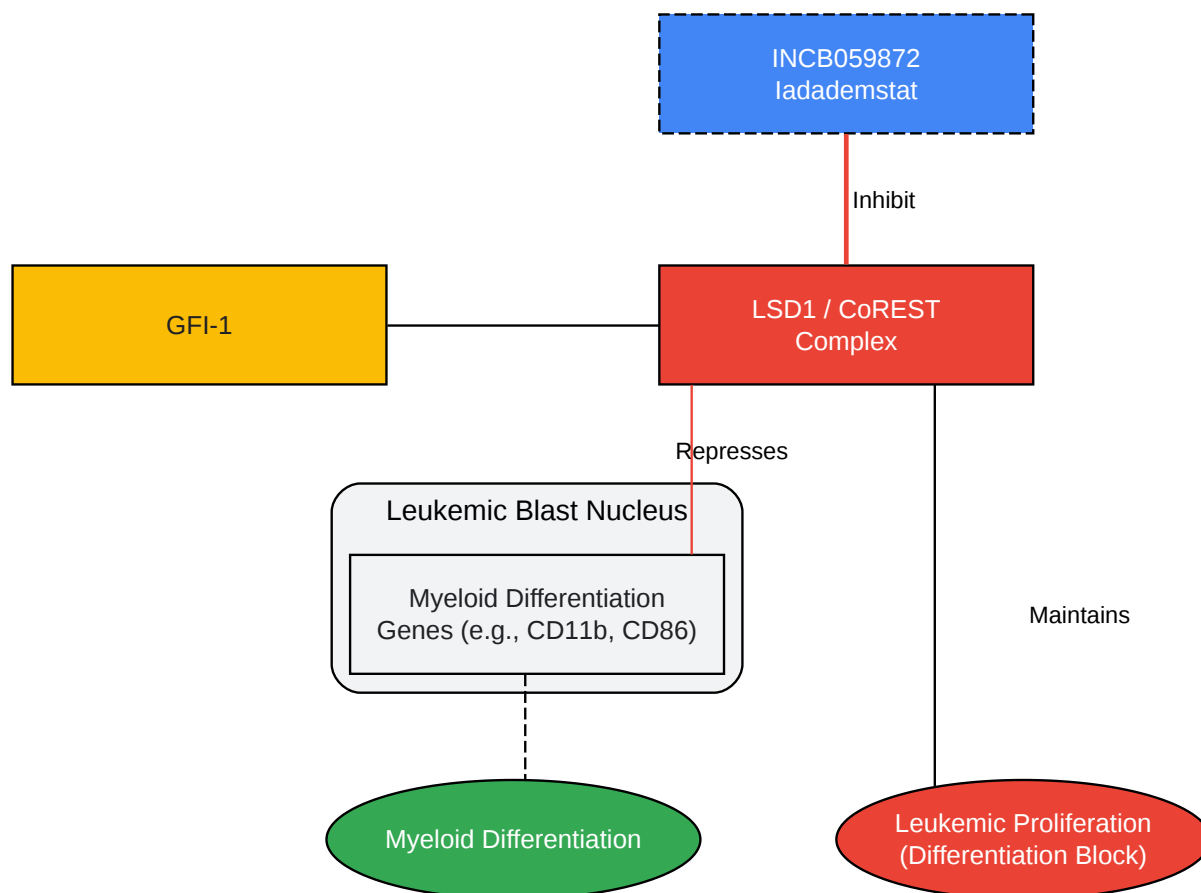 INCB059872
Iadademstat
Inhibit
GFI-1
LSD1 / CoREST
Complex
Represses
Leukemic Blast Nucleus
Myeloid Differentiation
Genes (e.g., CD11b, CD86)
Maintains
Myeloid Differentiation
Leukemic Proliferation
(Differentiation Block)